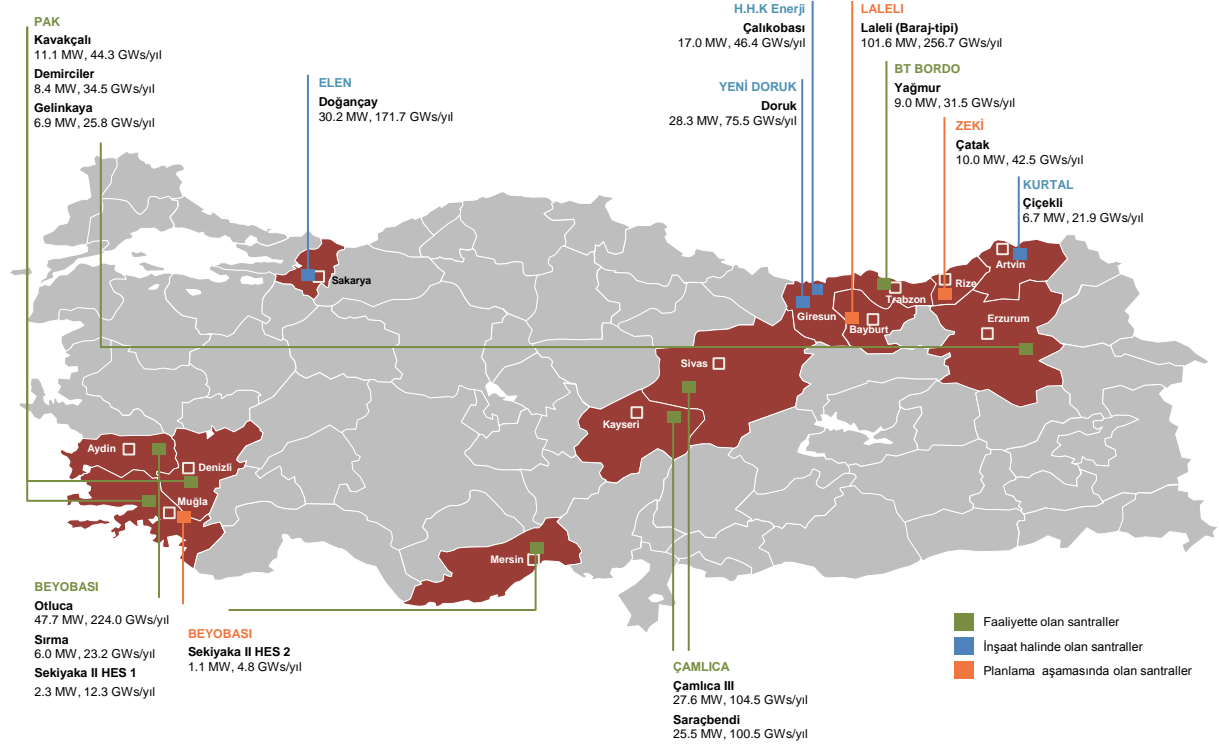 PAK
Kavakçalı
11.1 MW, 44.3 GWs/yıl
Demirciler
8.4 MW, 34.5 GWs/yıl
Gelinkaya
6.9 MW, 25.8 GWs/yıl
ELEN
Doğançay
30.2 MW, 171.7 GWs/yıl
H.H.K Enerji
Çalıkobası
17.0 MW, 46.4 GWs/yıl
YENİ DORUK
Doruk
28.3 MW, 75.5 GWs/yıl
LALELI
Laleli (Baraj-tipi)
101.6 MW, 256.7 GWs/yıl
BT BORDO
Yağmur
9.0 MW, 31.5 GWs/yıl
ZEKİ
Çatak
10.0 MW, 42.5 GWs/yıl
KURTAL
Çiçekli
6.7 MW, 21.9 GWs/yıl
Sakarya
Artvin
Rize
Trabzon
Giresun
Bayburt
Erzurum
Sivas
Kayseri
Aydin
Denizli
Muğla
Mersin
BEYOBASI
Otluca
47.7 MW, 224.0 GWs/yıl
Sırma
6.0 MW, 23.2 GWs/yıl
Sekiyaka II HES 1
2.3 MW, 12.3 GWs/yıl
BEYOBASI
Sekiyaka II HES 2
1.1 MW, 4.8 GWs/yıl
ÇAMLICA
Çamlıca III
27.6 MW, 104.5 GWs/yıl
Saraçbendi
25.5 MW, 100.5 GWs/yıl
Faaliyette olan santraller
İnşaat halinde olan santraller
Planlama aşamasında olan santraller